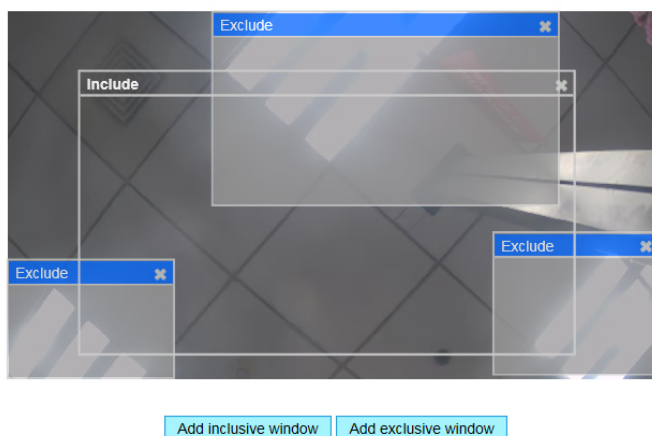 Exclude
Include
Exclude
Exclude
Add inclusive window
Add exclusive window